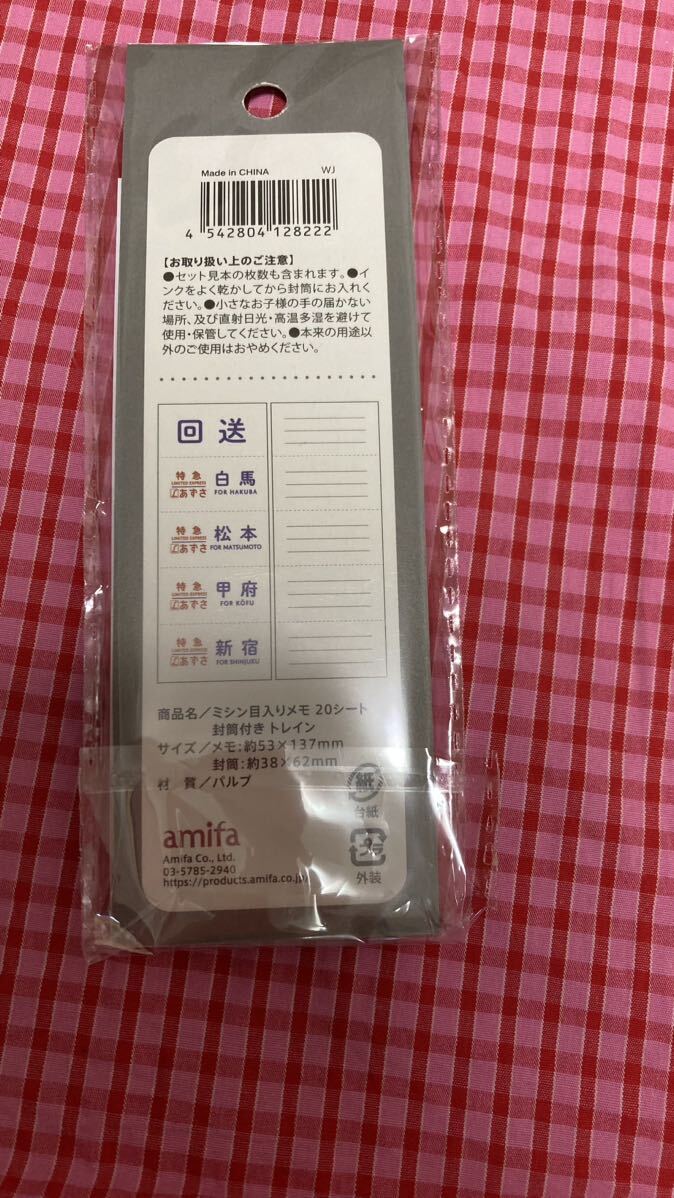 Made in CHINA WJ
4 542804 128222
【お取り扱い上のご注意】
●セット見本の枚数も含まれます。●イ
ンクをよく乾かしてから封筒にお入れく
ださい。●小さなお子様の手の届かない
場所、及び直射日光・高温多湿を避けて
使用・保管してください。●本来の用途以
外のご使用はおやめください。
回送
特急 白馬
LIMITED EXPRESS
あずさ FOR HAKUBA
特急 松本
LIMITED EXPRESS
あずさ FOR MATSUMOTO
特急 甲府
LIMITED EXPRESS
あずさ FOR KŌFU
特急 新宿
LIMITED EXPRESS
あずさ FOR SHINJUKU
商品名／ミシン目入りメモ 20シート
封筒付き トレイン
サイズ／メモ：約53×137mm
封筒：約38×62mm
材 質／パルプ
紙
台紙
プラ
外装
amifa
Amifa Co., Ltd.
03-5785-2940
https://products.amifa.co.jp/